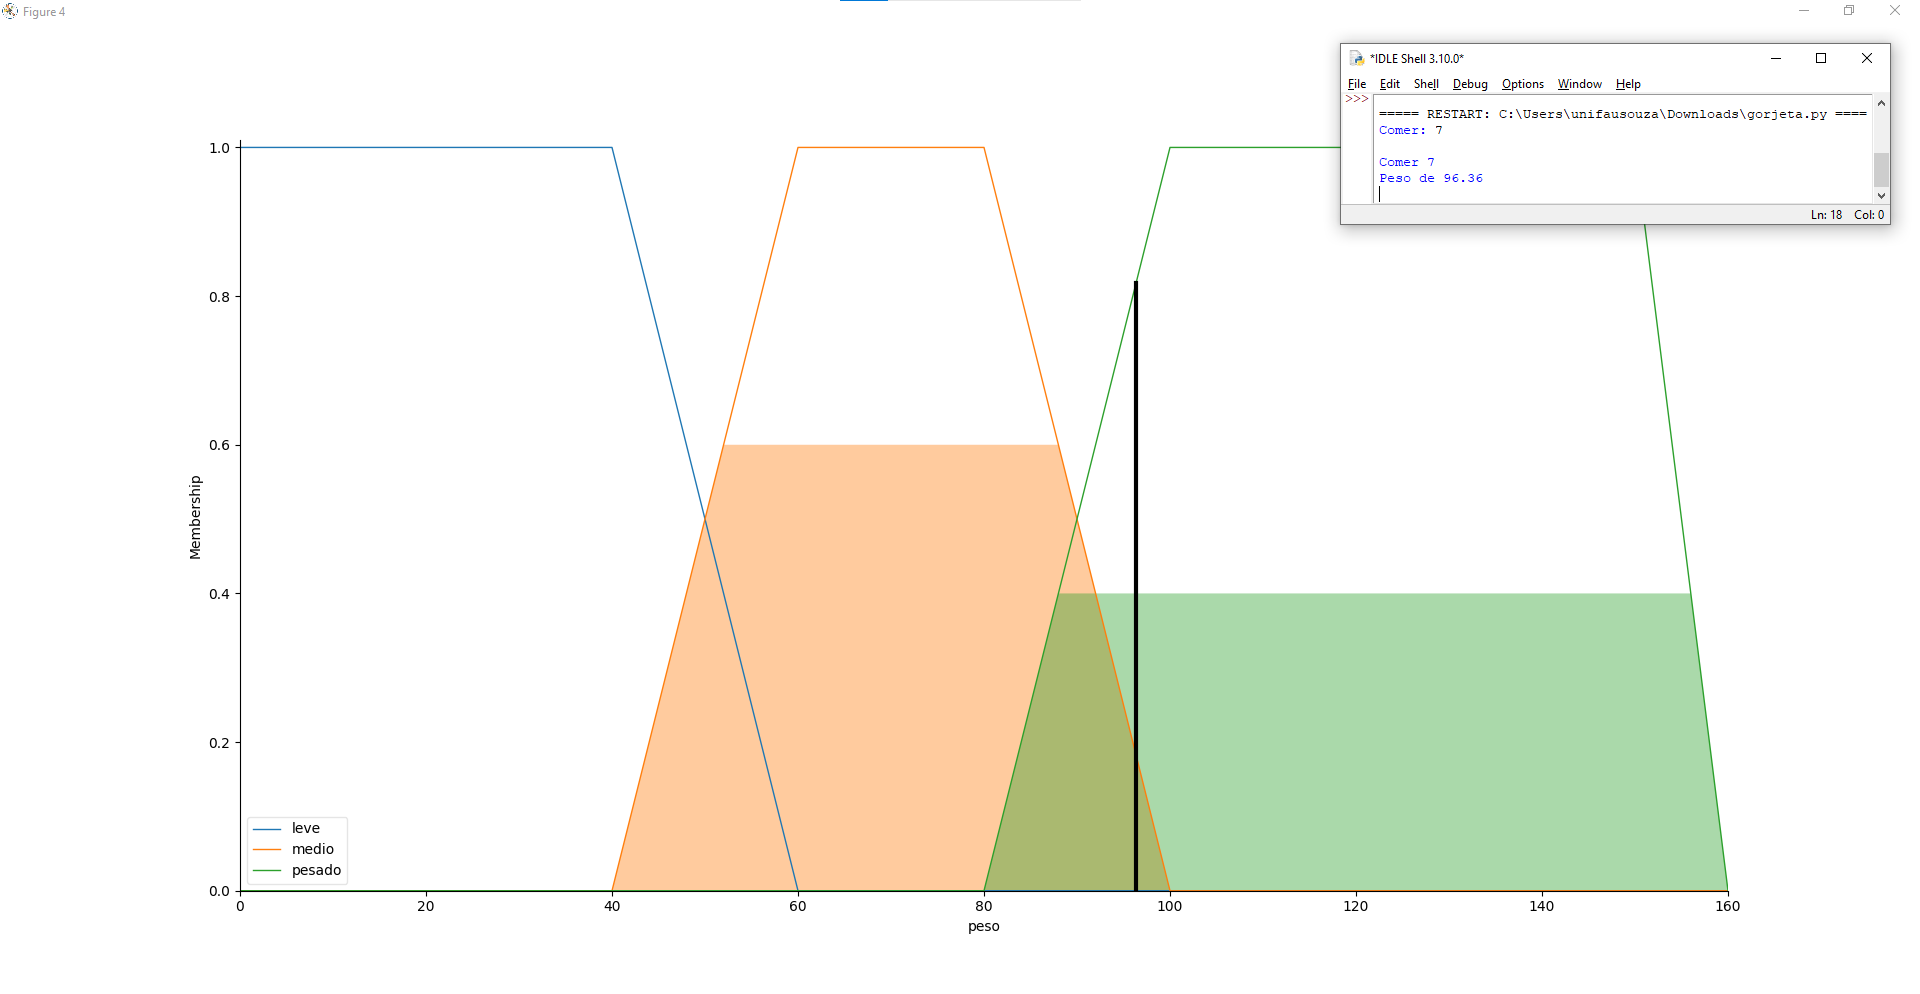 Figure 4
*IDLE Shell 3.10.0*
File Edit Shell Debug Options Window Help
>>>
===== RESTART: C:\Users\unifausouza\Downloads\gorjeta.py ====
Comer: 7
Comer 7
Peso de 96.36
Ln: 18 Col: 0
1.0
0.8
0.6
0.4
0.2
0.0
Membership
leve
medio
pesado
0 20 40 60 80 100 120 140 160
peso